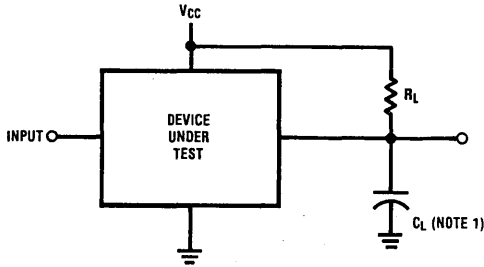 VCC
RL
INPUT
DEVICE
UNDER
TEST
CL (NOTE 1)